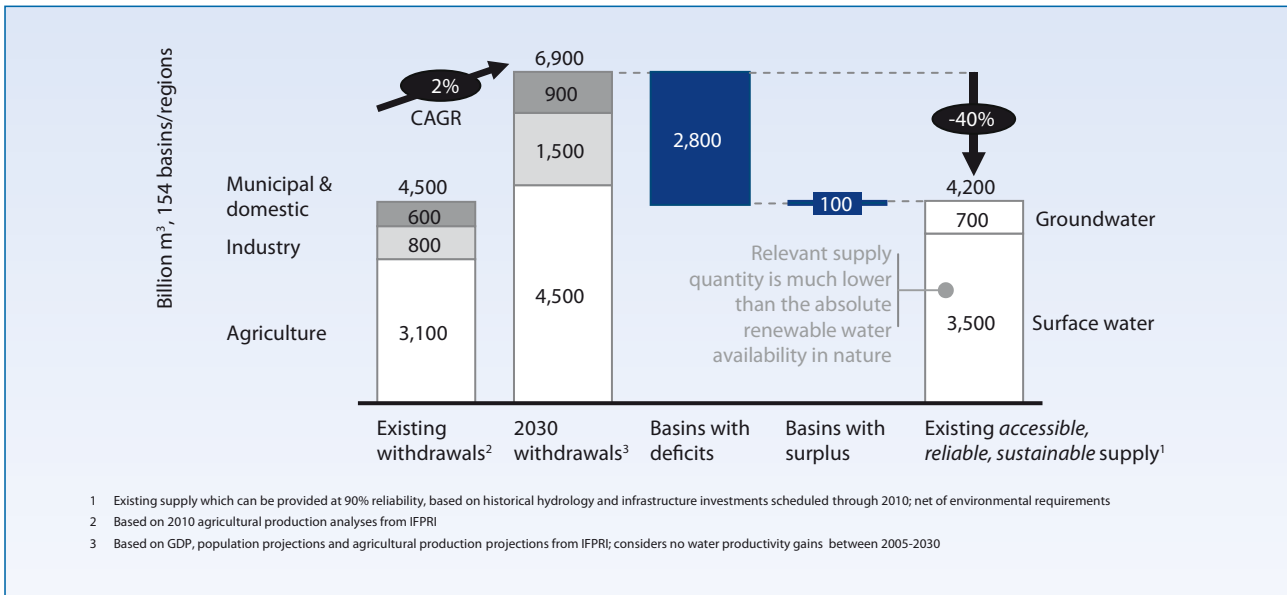 Billion m³, 154 basins/regions
2%
CAGR
6,900
900
1,500
4,500
2,800
100
-40%
4,200
700
3,500
Groundwater
Surface water
Municipal &
domestic
Industry
Agriculture
4,500
600
800
3,100
Relevant supply
quantity is much lower
than the absolute
renewable water
availability in nature
Existing
withdrawals²
2030
withdrawals³
Basins with
deficits
Basins with
surplus
Existing accessible,
reliable, sustainable supply¹
1 Existing supply which can be provided at 90% reliability, based on historical hydrology and infrastructure investments scheduled through 2010; net of environmental requirements
2 Based on 2010 agricultural production analyses from IFPRI
3 Based on GDP, population projections and agricultural production projections from IFPRI; considers no water productivity gains between 2005-2030